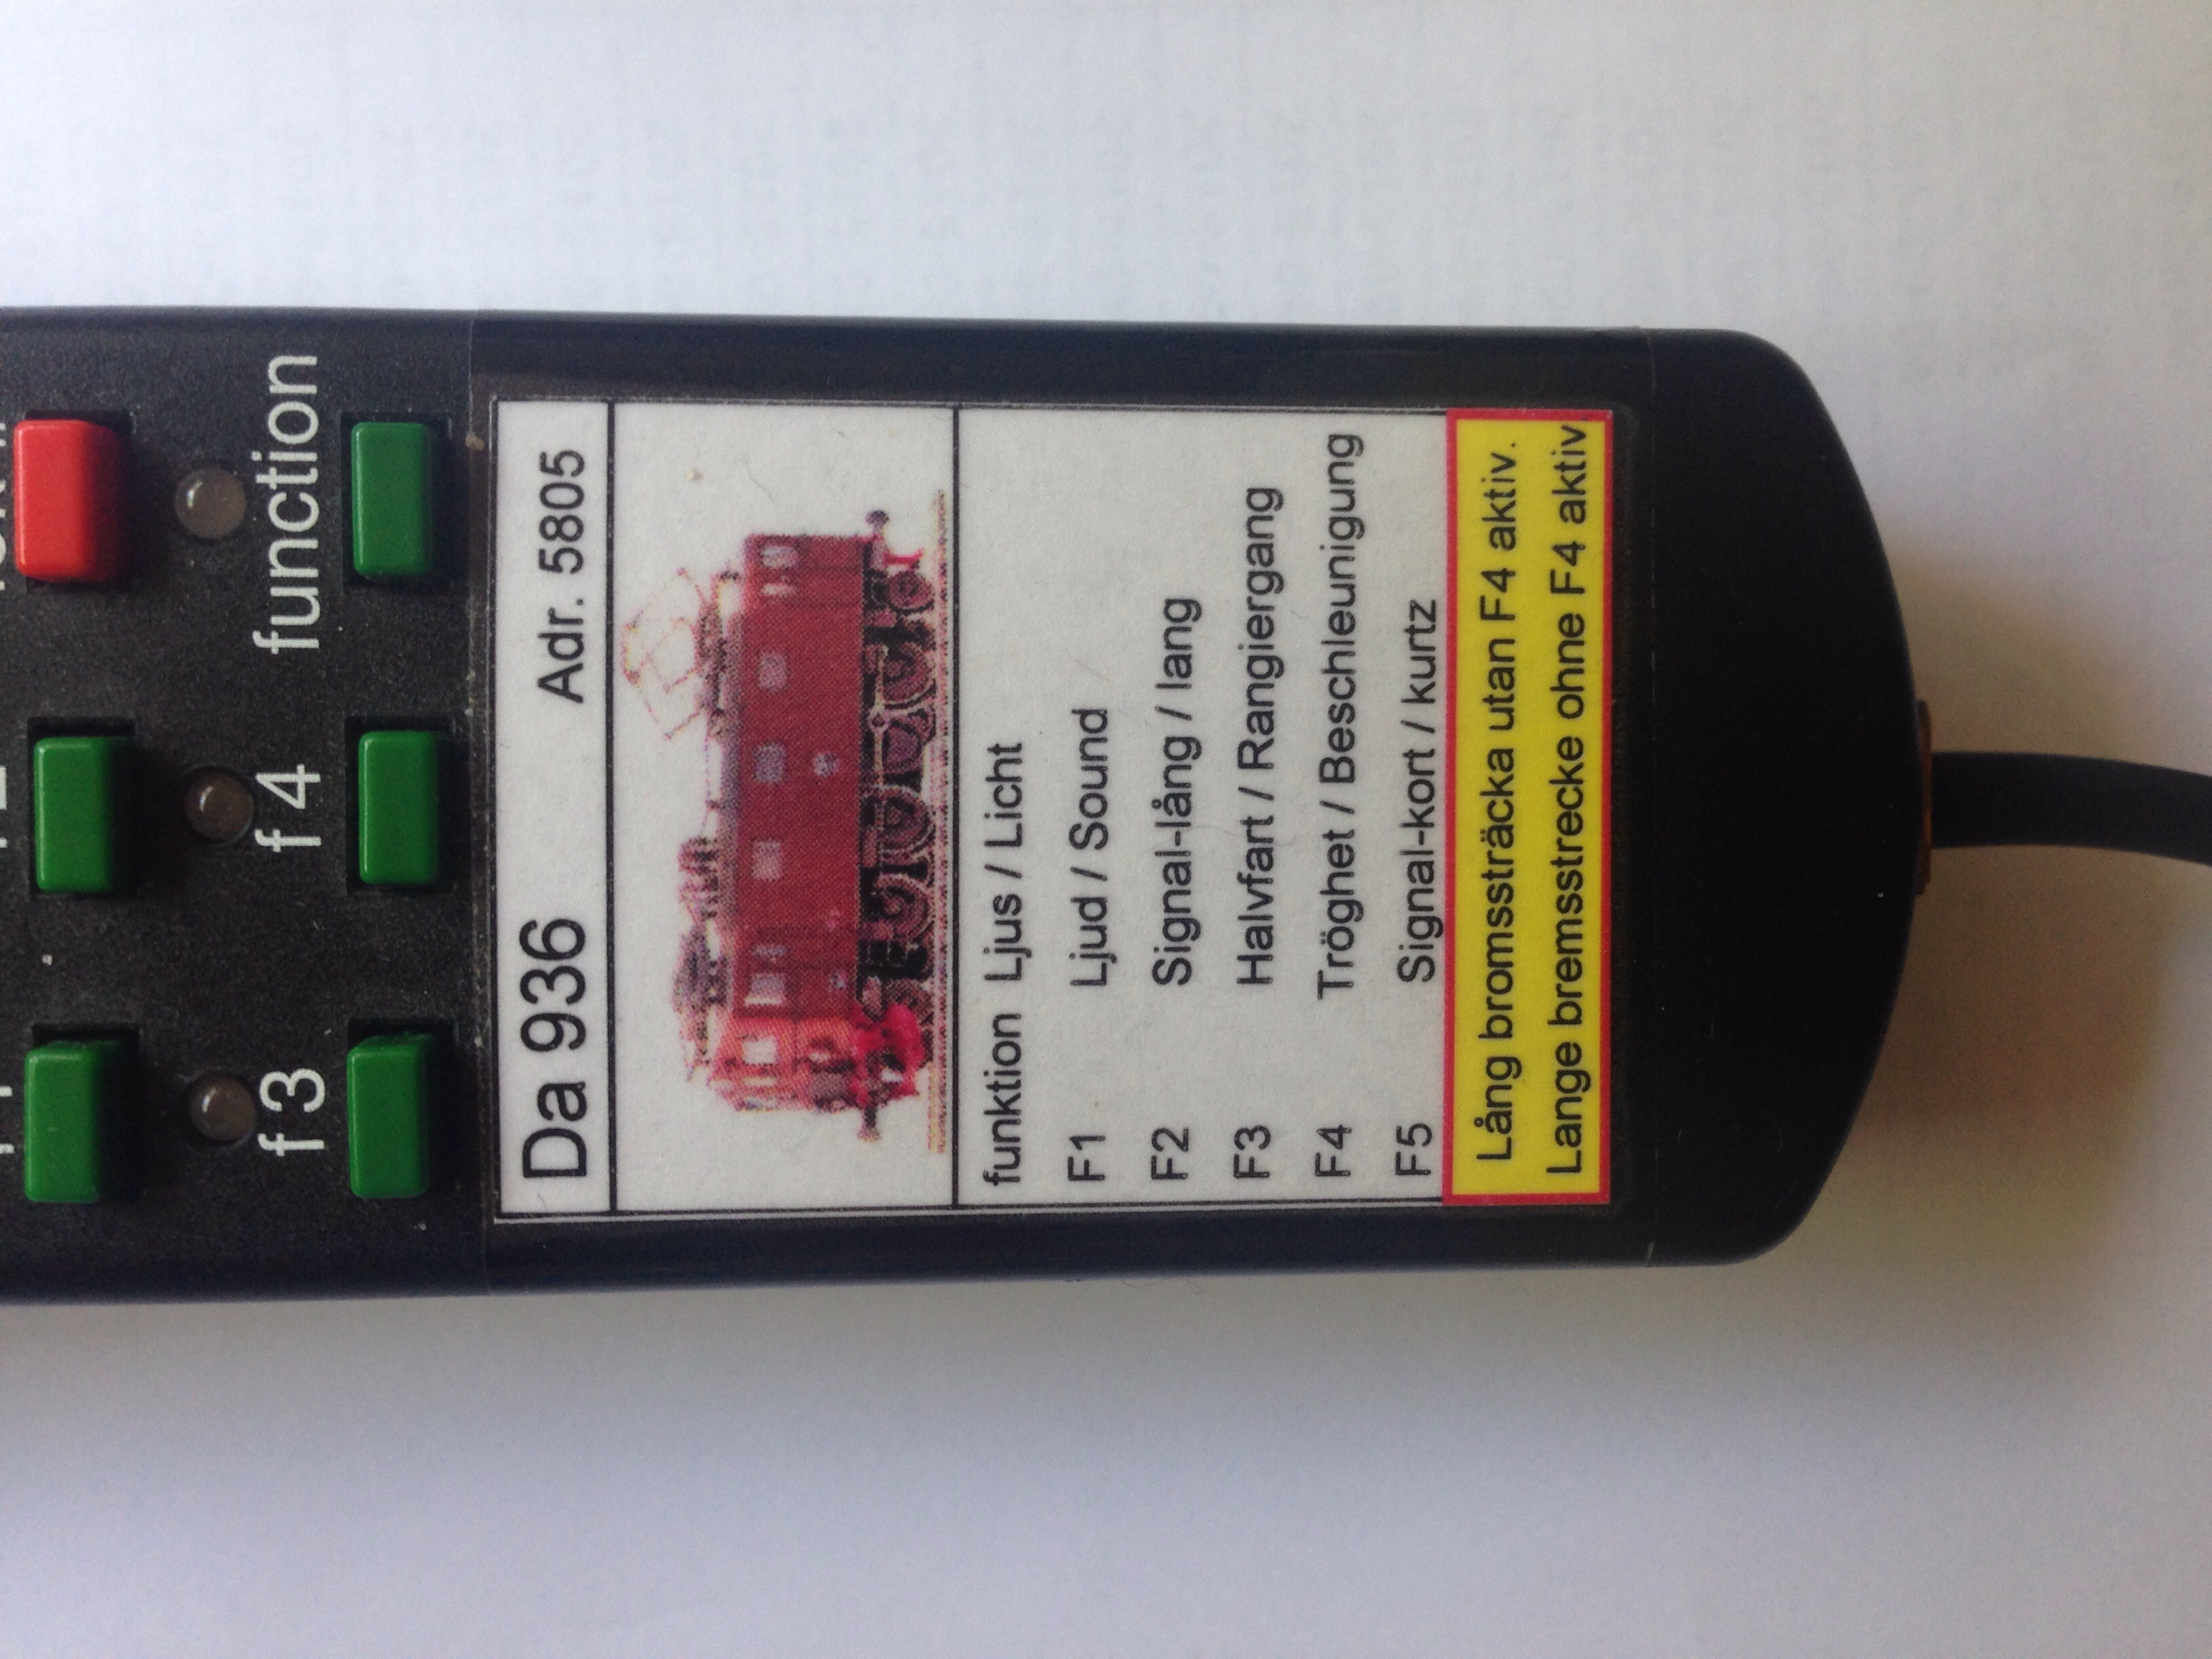 function
f 3
f 4
Da 936
Adr. 5805
funktion Ljus / Licht
F1 Ljud / Sound
F2 Signal-lång / lang
F3 Halvfart / Rangiergang
F4 Tröghet / Beschleunigung
F5 Signal-kort / kurtz
Lång bromssträcka utan F4 aktiv.
Lange bremsstrecke ohne F4 aktiv